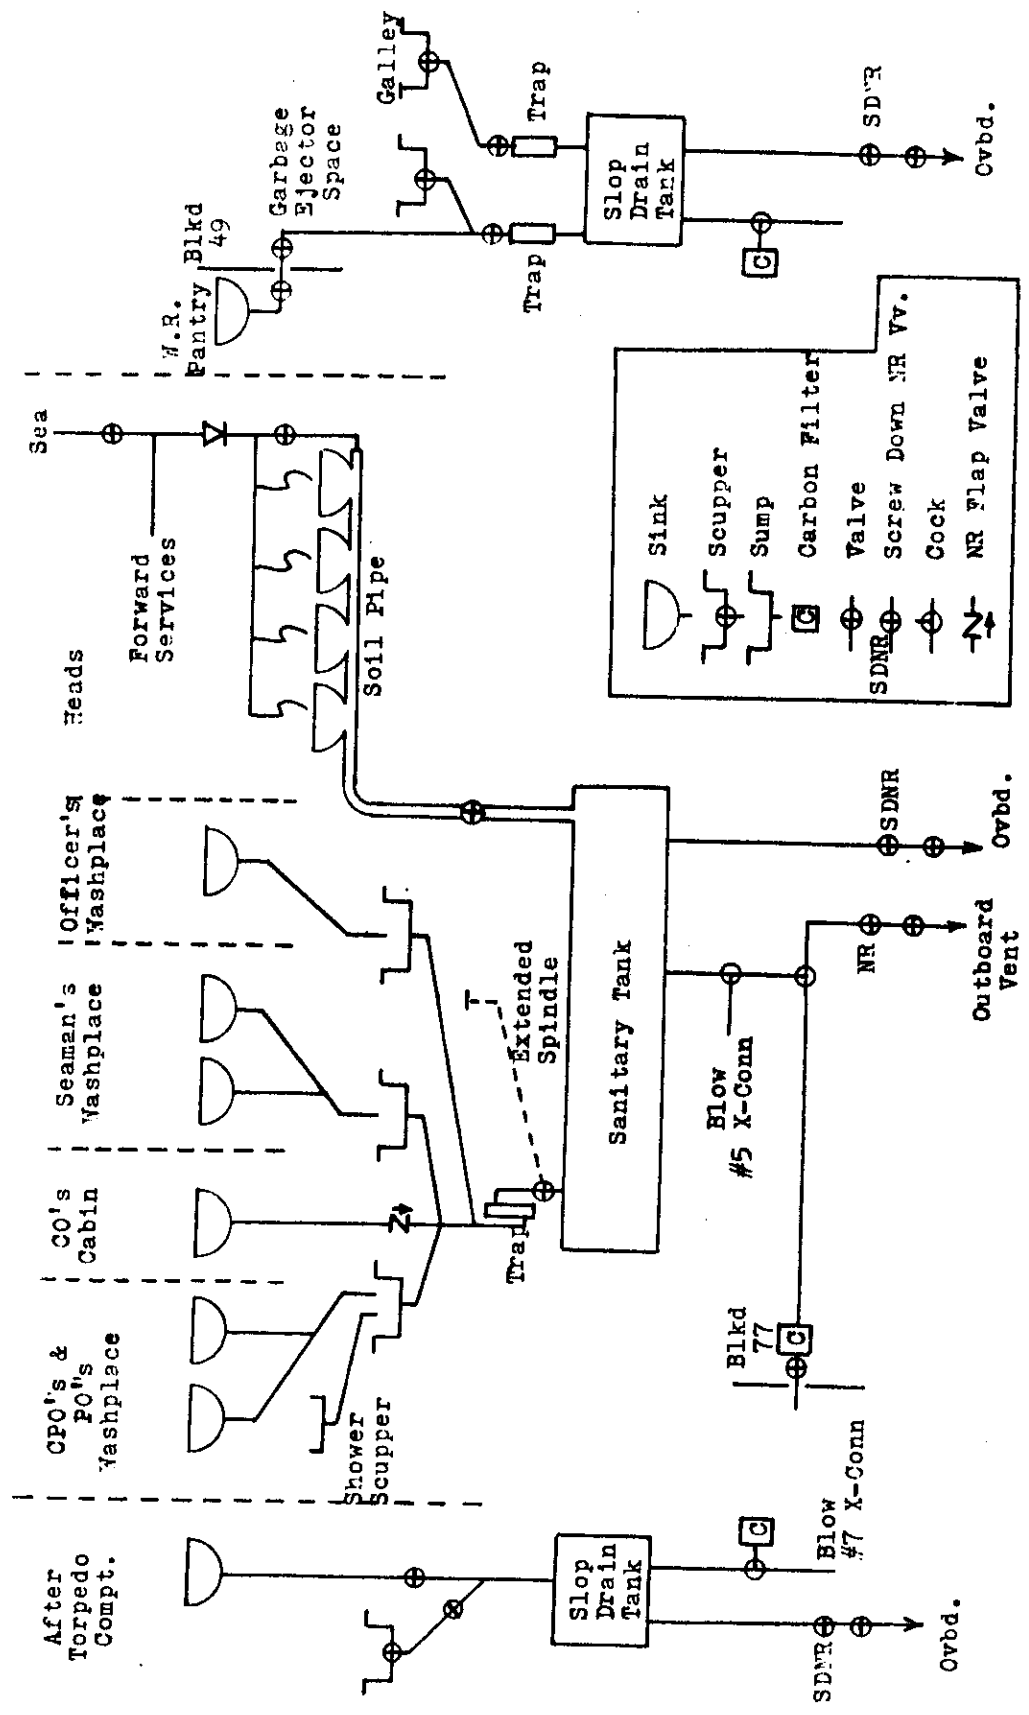 After
Torpedo
Compt.
CPO's &
PO"s
Washplace
CO's
Cabin
Seaman's
Washplace
Officer's
Washplace
Heads
Forward
Services
Sea
W.R.
Pantry
Blkd
49
Garbage
Ejector
Space
Galley
Shower
Scupper
Trap
Extended
Spindle
Soil Pipe
Trap
Trap
Slop
Drain
Tank
Sanitary Tank
Slop
Drain
Tank
C
Blow
#7 X-Conn
SDNR
Ovbd.
Blkd
77
C
Blow
#5 X-Conn
NR
Outboard
Vent
SDNR
Ovbd.
C
Ovbd.
Sink
Scupper
Sump
C
Carbon Filter
Valve
SDNR
Screw Down NR Vv.
Cock
NR Flap Valve